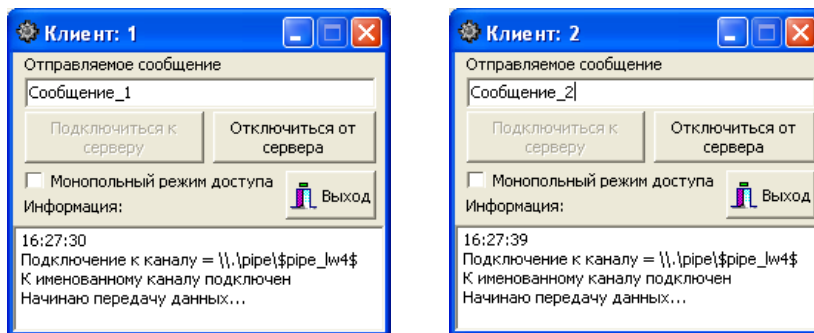 Клиент: 1
Отправляемое сообщение
Сообщение_1
Подключиться к
серверу
Отключиться от
сервера
Монопольный режим доступа
Информация:
Выход
16:27:30
Подключение к каналу = \\.\pipe\$pipe_lw4$
К именованному каналу подключен
Начинаю передачу данных...
Клиент: 2
Отправляемое сообщение
Сообщение_2
Подключиться к
серверу
Отключиться от
сервера
Монопольный режим доступа
Информация:
Выход
16:27:39
Подключение к каналу = \\.\pipe\$pipe_lw4$
К именованному каналу подключен
Начинаю передачу данных...